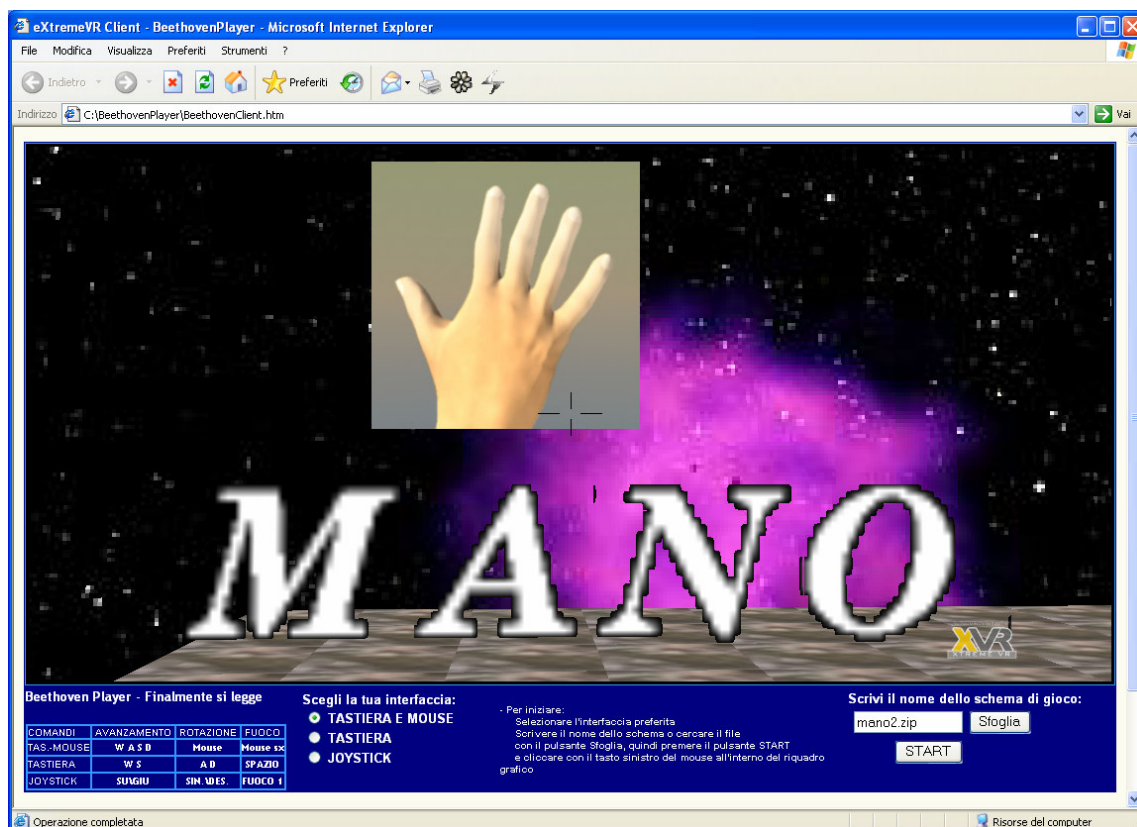 eXtremeVR Client - BeethovenPlayer - Microsoft Internet Explorer
File Modifica Visualizza Preferiti Strumenti ?
Indietro Preferiti
Indirizzo C:\BeethovenPlayer\BeethovenClient.htm Vai
MANO
XVR
EXTREME VR
Beethoven Player - Finalmente si legge
COMANDI AVANZAMENTO ROTAZIONE FUOCO
TAS.-MOUSE W A S D Mouse Mouse sx
TASTIERA W S A D SPAZIO
JOYSTICK SU\GIU SIN.\DES. FUOCO 1
Scegli la tua interfaccia:
TASTIERA E MOUSE
TASTIERA
JOYSTICK
- Per iniziare:
Selezionare l'interfaccia preferita
Scrivere il nome dello schema o cercare il file
con il pulsante Sfoglia, quindi premere il pulsante START
e cliccare con il tasto sinistro del mouse all'interno del riquadro
grafico
Scrivi il nome dello schema di gioco:
mano2.zip Sfoglia
START
Operazione completata Risorse del computer